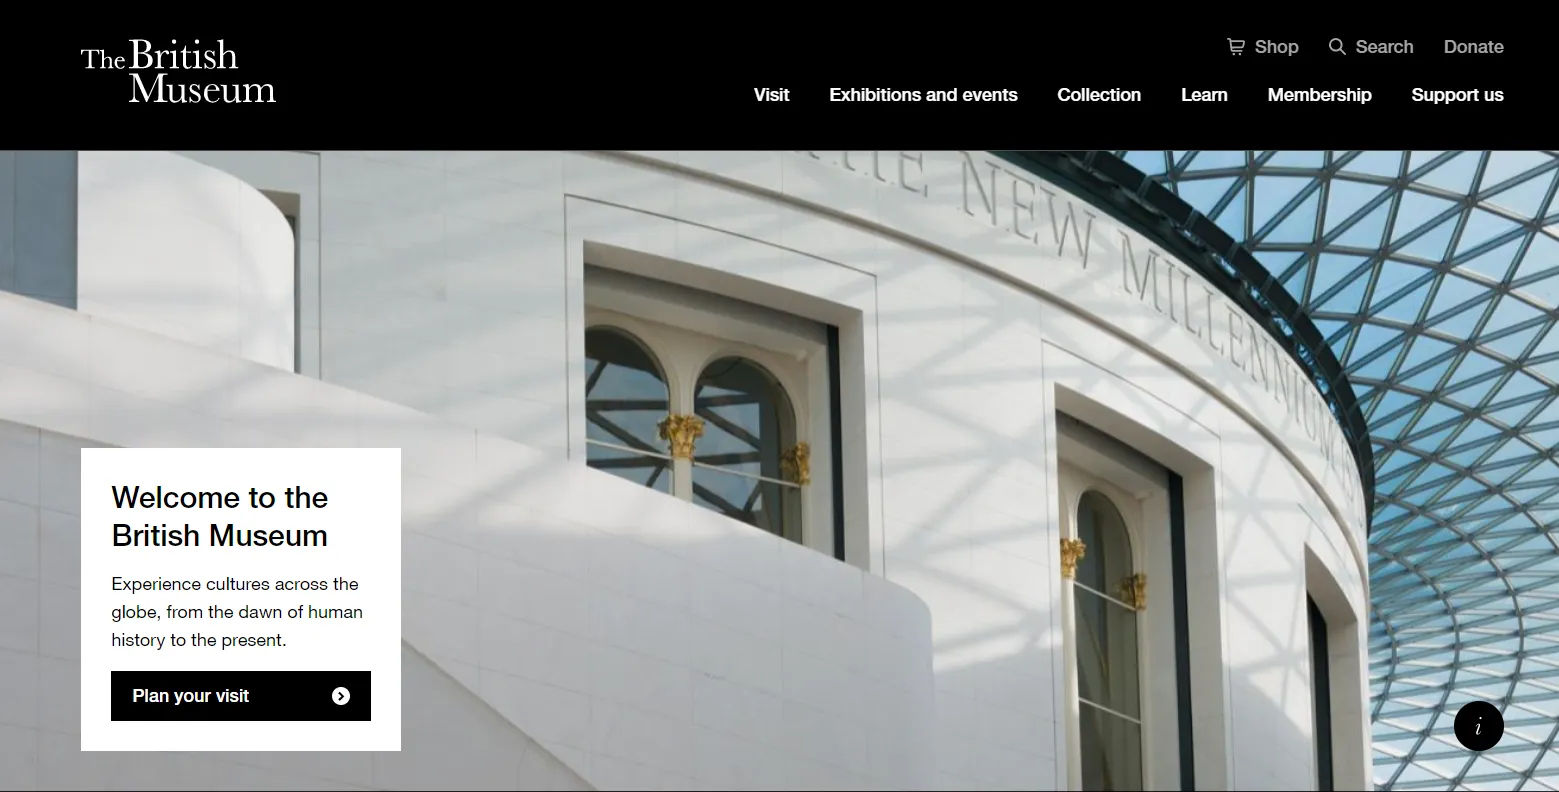 The British
Museum
Shop Search Donate
Visit Exhibitions and events Collection Learn Membership Support us
THE NEW MILLENNIUM
Welcome to the
British Museum
Experience cultures across the
globe, from the dawn of human
history to the present.
Plan your visit
i